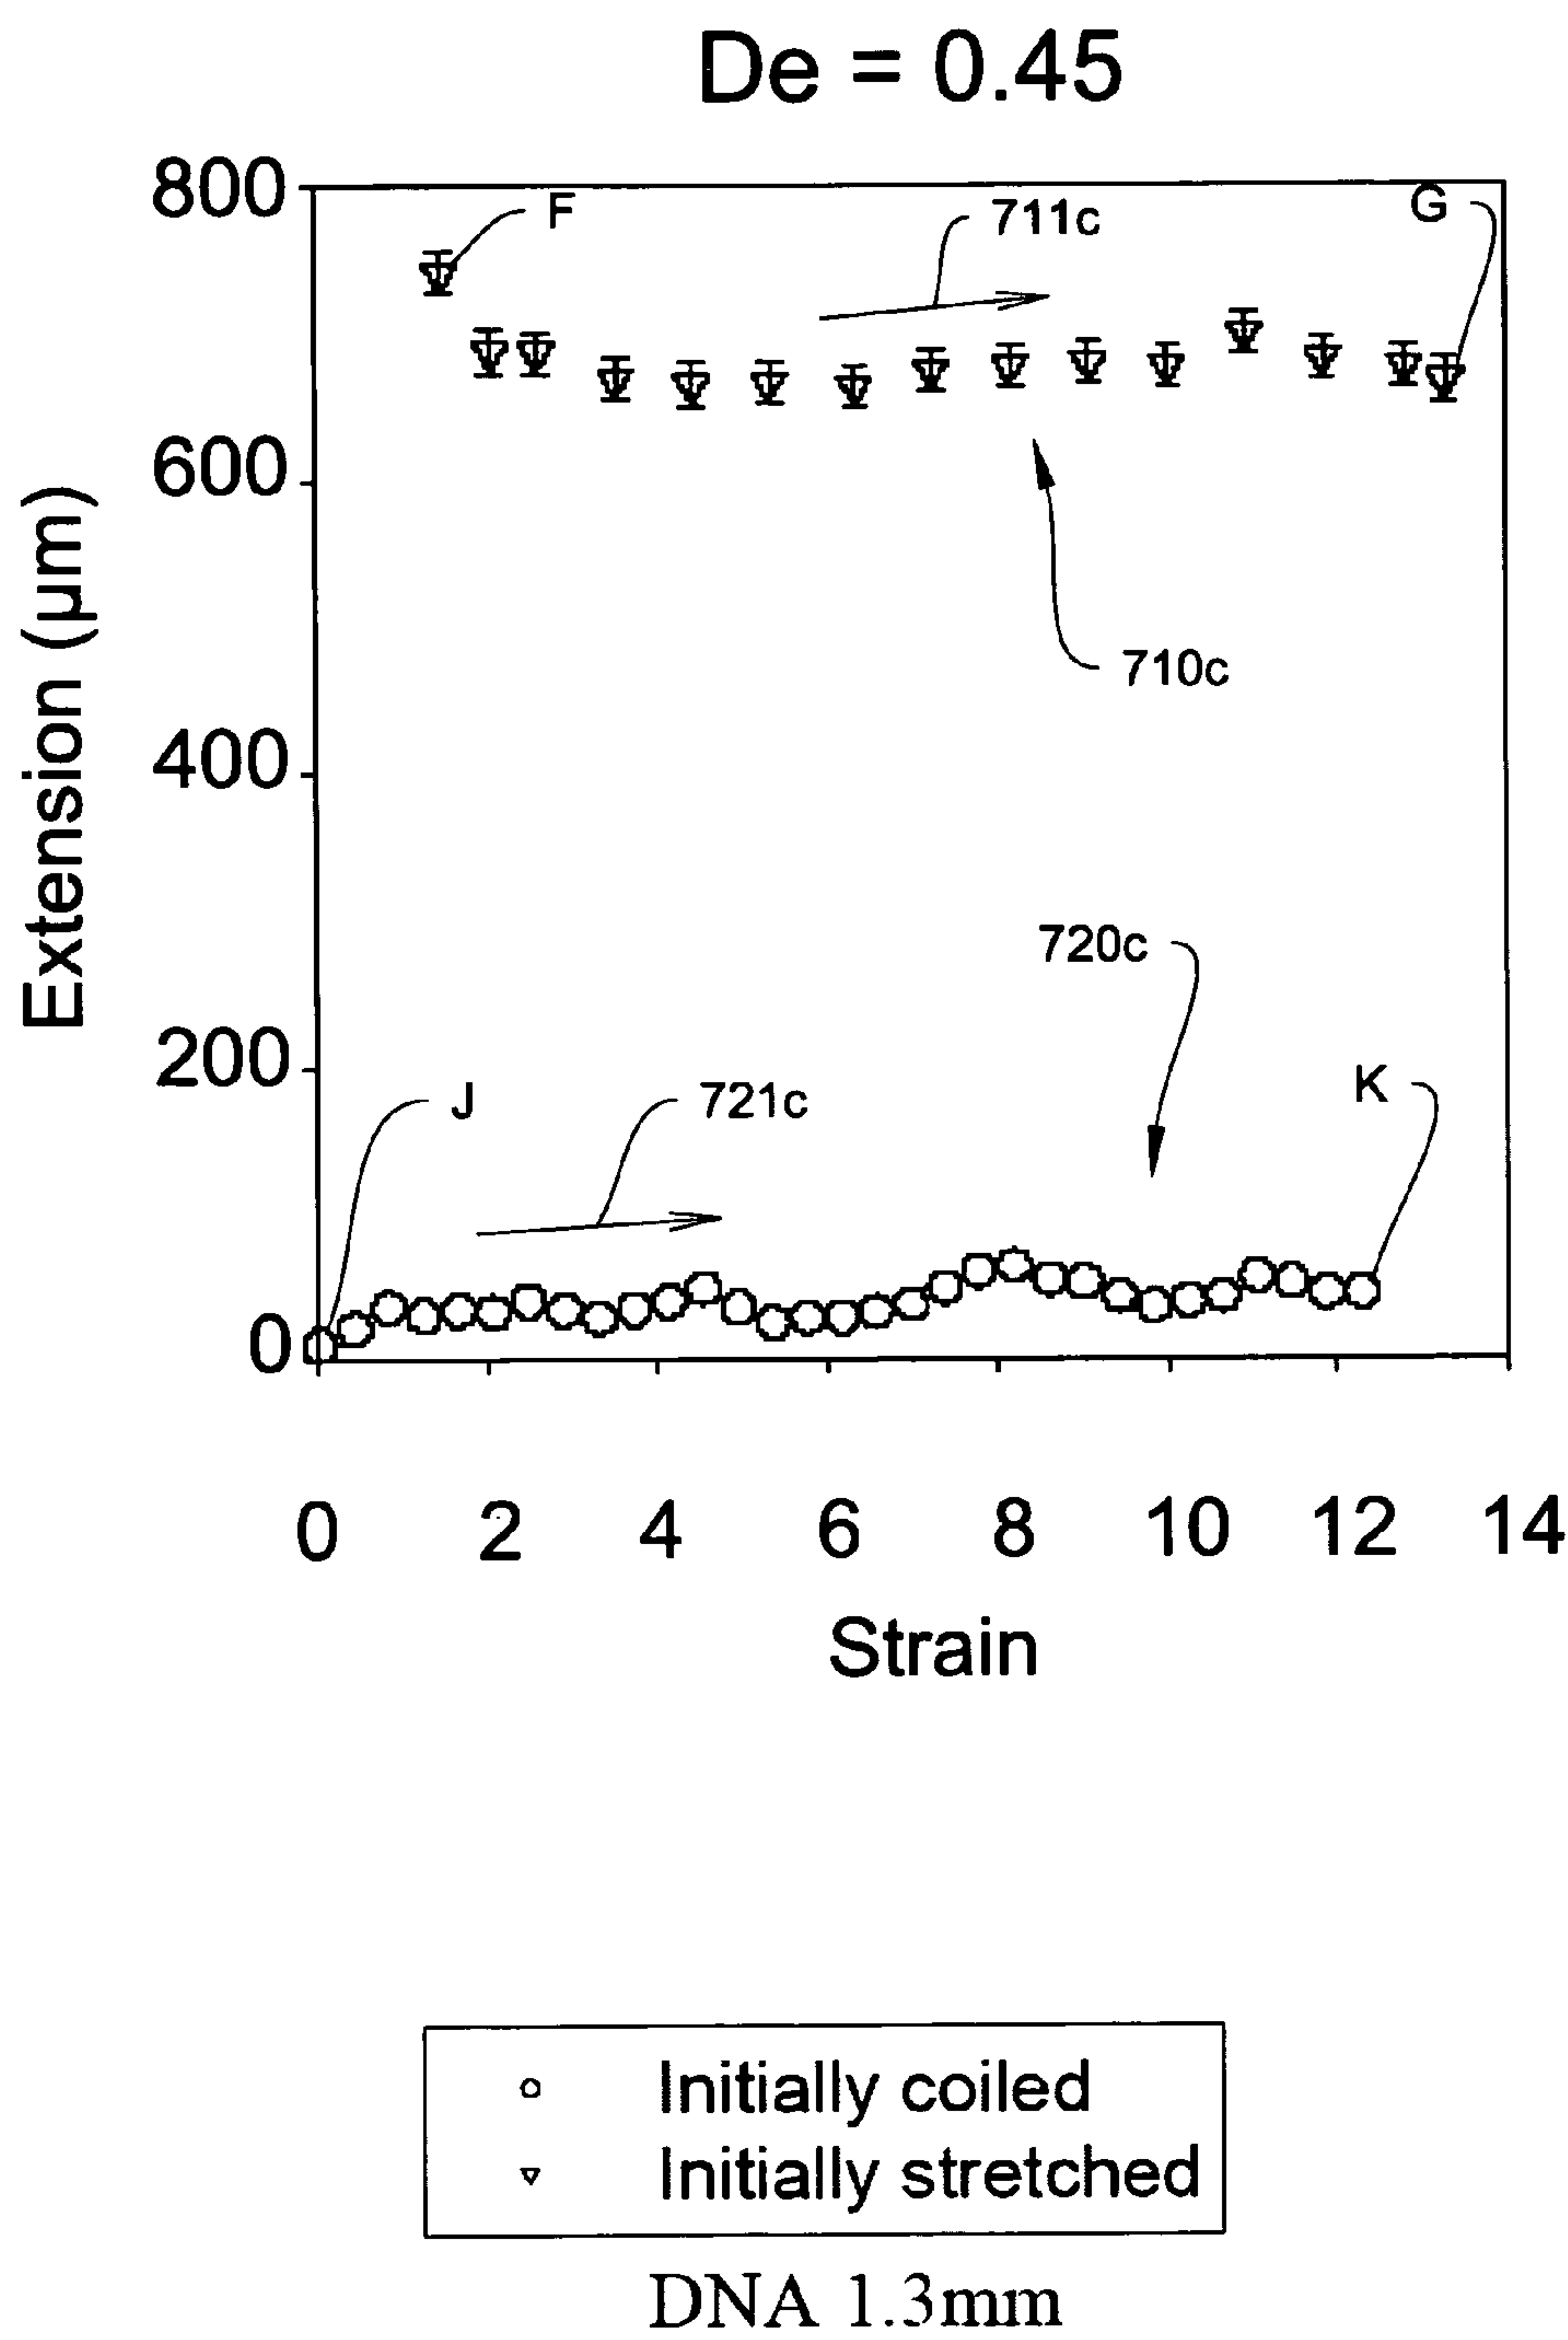 De = 0.45
800
F
711c
G
600
710c
Extension (µm)
400
720c
200
J
721c
K
0
0 2 4 6 8 10 12 14
Strain
Initially coiled
Initially stretched
DNA 1.3mm